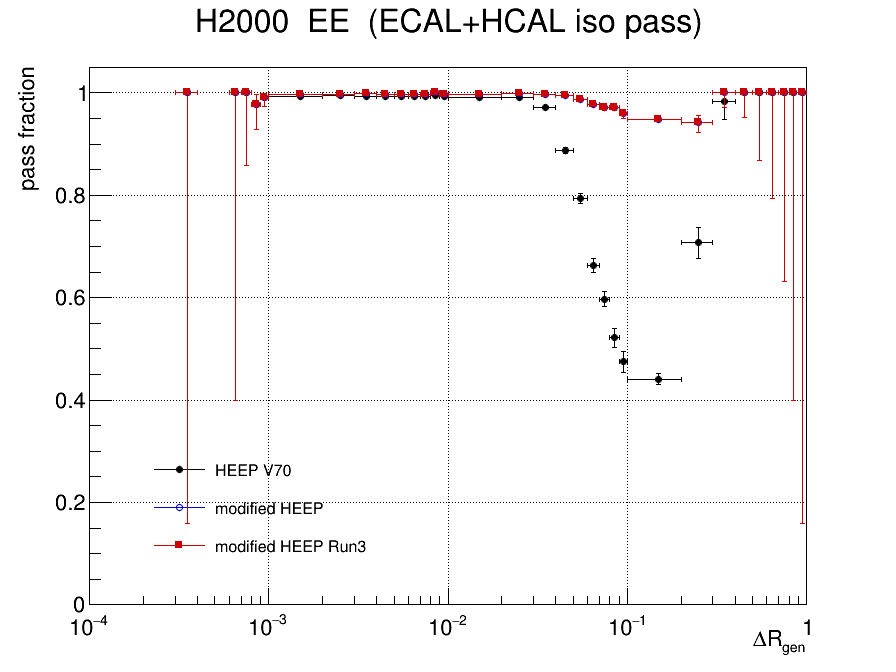 H2000 EE (ECAL+HCAL iso pass)
pass fraction
1
0.8
0.6
0.4
0.2
0
HEEP V70
modified HEEP
modified HEEP Run3
10⁻⁴ 10⁻³ 10⁻² 10⁻¹ 1
ΔR_gen